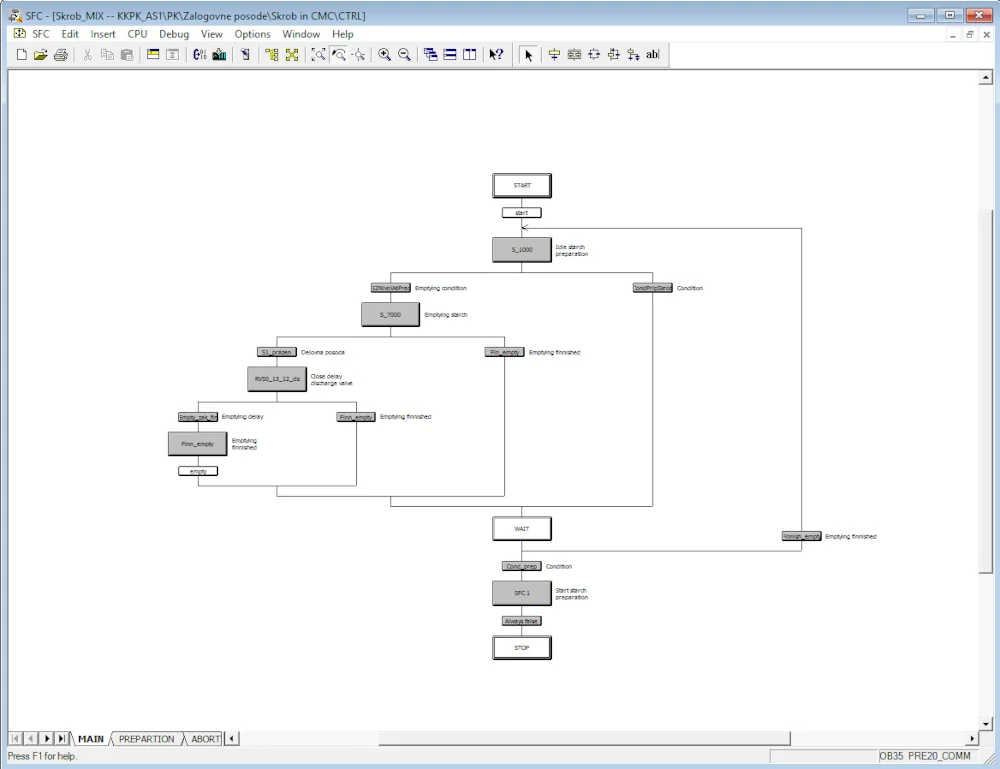 SFC - [Skrob_MIX -- KKPK_AS1\PK\Zalogovne posode\Skrob in CMC\CTRL]
SFC Edit Insert CPU Debug View Options Window Help
abl
START
start
S_1000
Idle starch
preparation
Emptying condition
CondPripSkrob
Condition
S_7000
Emptying starch
S1_prazen
Delovna posoda
Fin_empty
Emptying finnished
RV50_13_12_cls
Close delay
discharge valve
Empty_zak_fin
Emptying delay
Finn_empty
Emptying finnished
Finn_empty
Emptying
finnished
empty
WAIT
Finnish_empty
Emptying finnished
Cond_prep
Condition
SFC 1
Start starch
preparation
Always false
STOP
MAIN PREPARTION ABORT
Press F1 for help.
OB35 PRE20_COMM